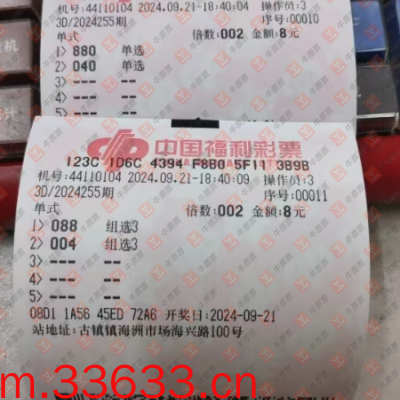 机号:44110104 2024.09.21-18:40:04 操作员:3
3D/2024255期 序号:00010
单式 倍数:002 金额:8元
1> 880 单选
2> 040 单选
3> --- --
4> --- --
5> --- --
中国福利彩票
123C 1D6C 4394 F8B0 5F11 3B9B
机号:44110104 2024.09.21-18:40:09 操作员:3
3D/2024255期 序号:00011
单式 倍数:002 金额:8元
1> 088 组选3
2> 004 组选3
3> --- --
4> --- --
5> --- --
08D1 1A56 45ED 72A6 开奖日:2024-09-21
站地址:古镇镇海洲市场海兴路100号
m.33633.cn